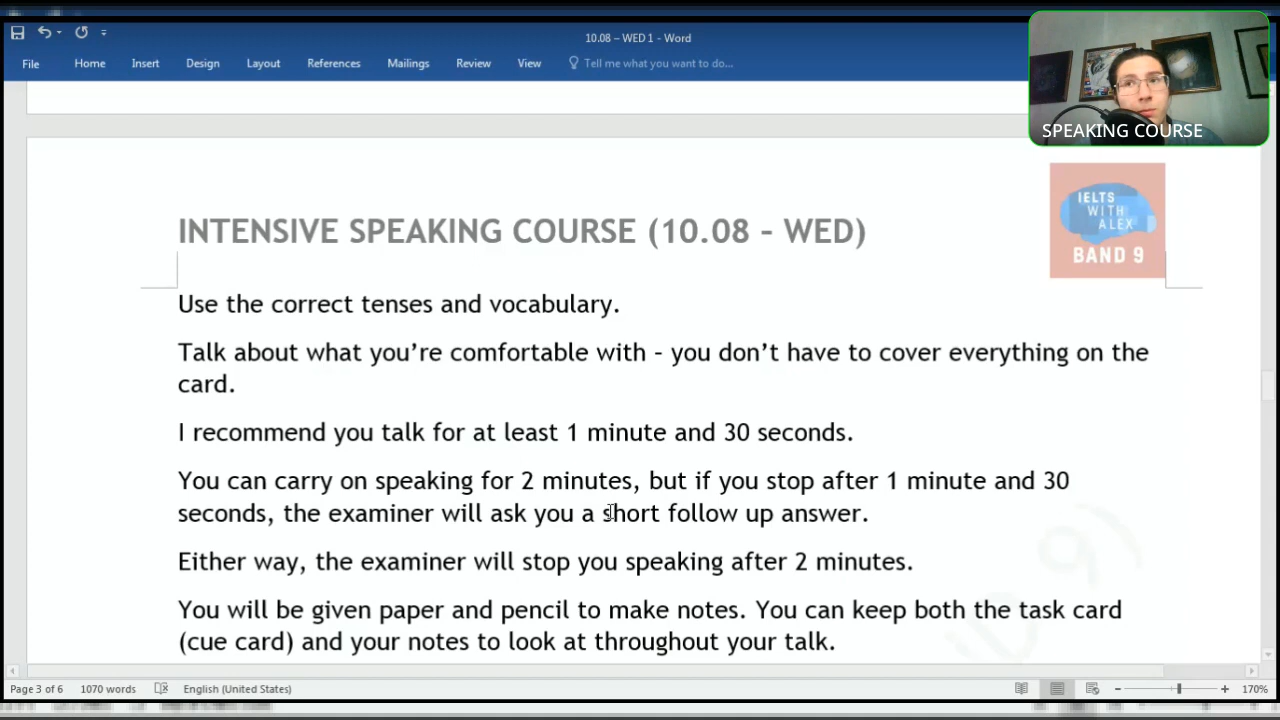 10.08 – WED 1 - Word
File Home Insert Design Layout References Mailings Review View Tell me what you want to do...
SPEAKING COURSE
INTENSIVE SPEAKING COURSE (10.08 – WED)
IELTS
WITH
ALEX
BAND 9
Use the correct tenses and vocabulary.
Talk about what you’re comfortable with – you don’t have to cover everything on the
card.
I recommend you talk for at least 1 minute and 30 seconds.
You can carry on speaking for 2 minutes, but if you stop after 1 minute and 30
seconds, the examiner will ask you a short follow up answer.
Either way, the examiner will stop you speaking after 2 minutes.
You will be given paper and pencil to make notes. You can keep both the task card
(cue card) and your notes to look at throughout your talk.
Page 3 of 6 1070 words English (United States) 170%